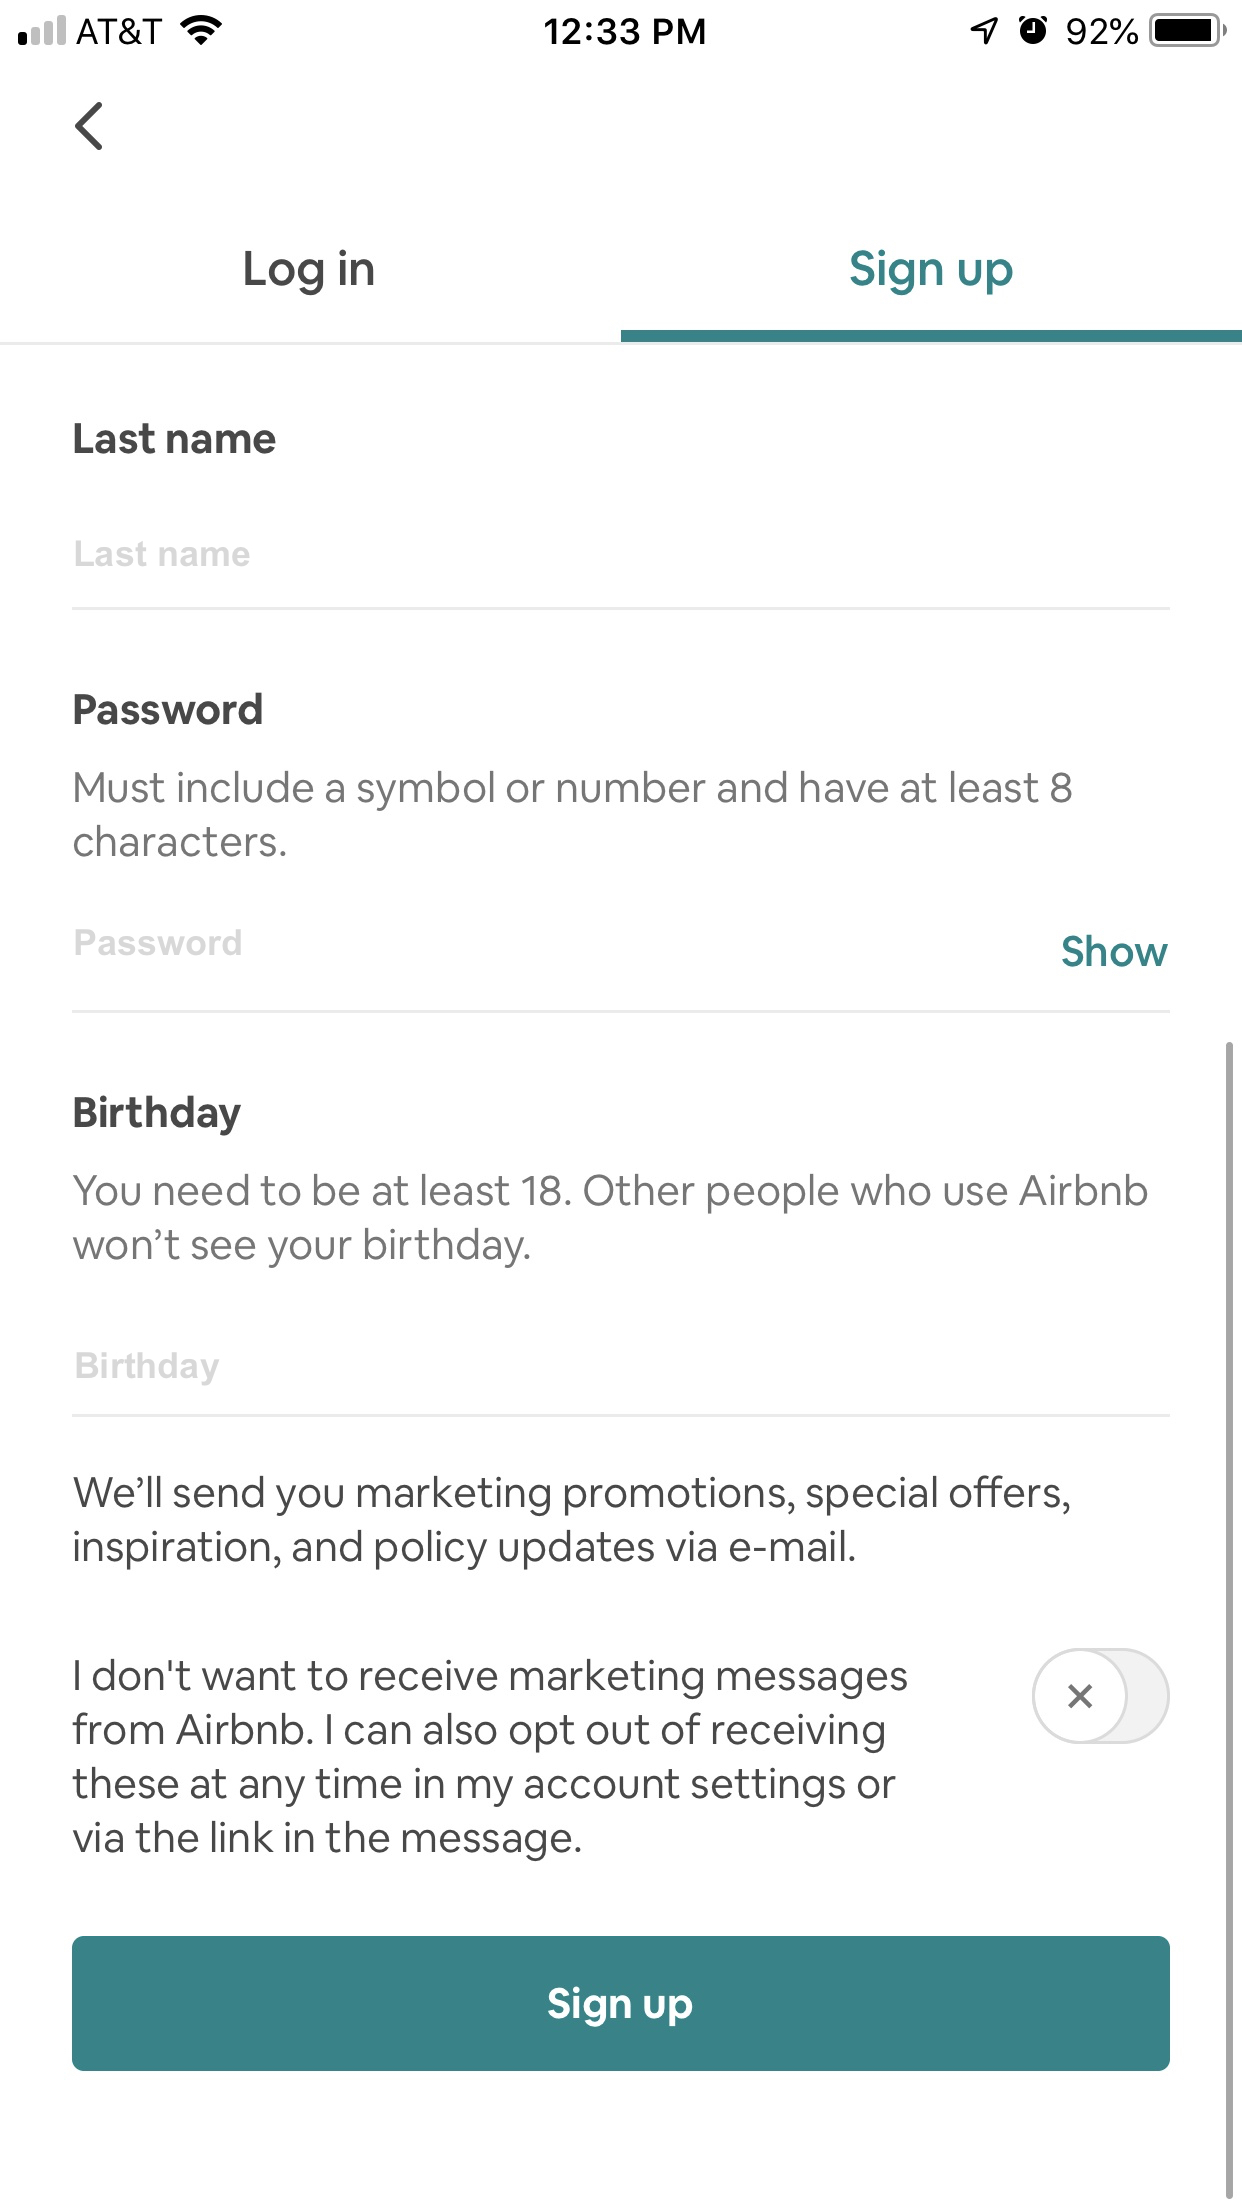 AT&T 12:33 PM 92%
Log in Sign up
Last name
Last name
Password
Must include a symbol or number and have at least 8
characters.
Password Show
Birthday
You need to be at least 18. Other people who use Airbnb
won’t see your birthday.
Birthday
We’ll send you marketing promotions, special offers,
inspiration, and policy updates via e-mail.
I don't want to receive marketing messages
from Airbnb. I can also opt out of receiving
these at any time in my account settings or
via the link in the message.
Sign up